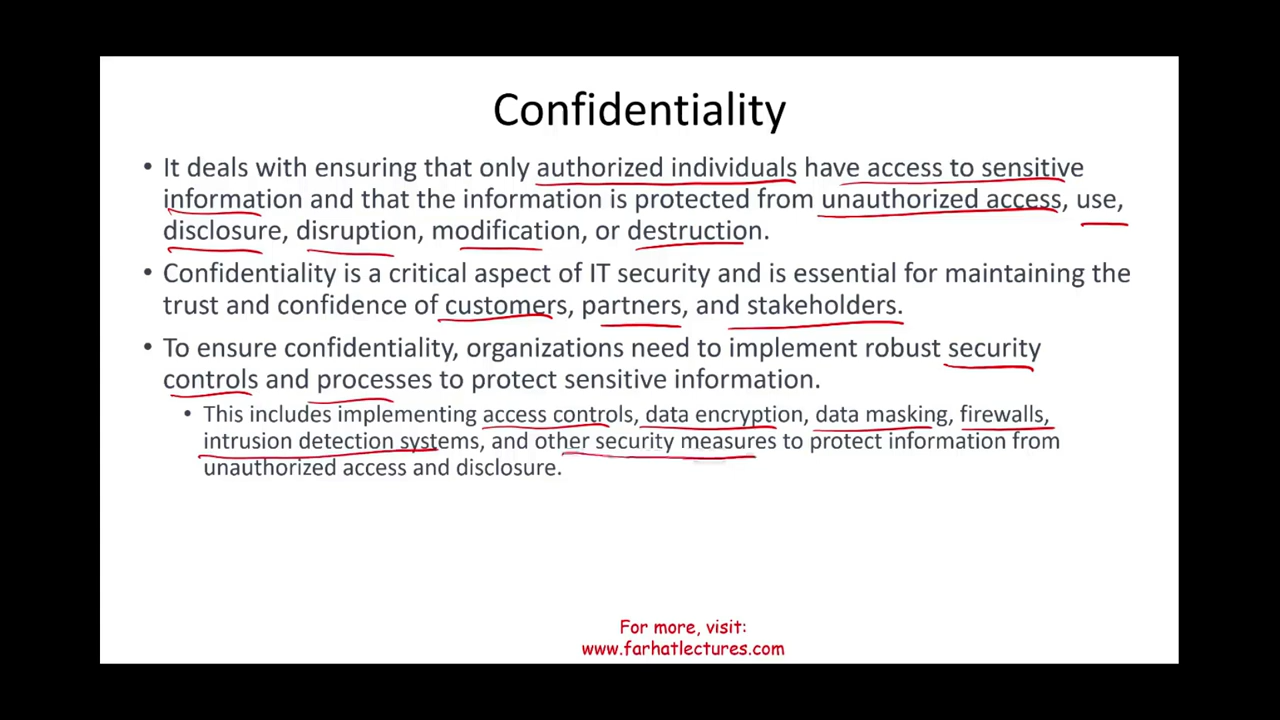 Confidentiality
• It deals with ensuring that only authorized individuals have access to sensitive
information and that the information is protected from unauthorized access, use,
disclosure, disruption, modification, or destruction.
• Confidentiality is a critical aspect of IT security and is essential for maintaining the
trust and confidence of customers, partners, and stakeholders.
• To ensure confidentiality, organizations need to implement robust security
controls and processes to protect sensitive information.
• This includes implementing access controls, data encryption, data masking, firewalls,
intrusion detection systems, and other security measures to protect information from
unauthorized access and disclosure.
For more, visit:
www.farhatlectures.com